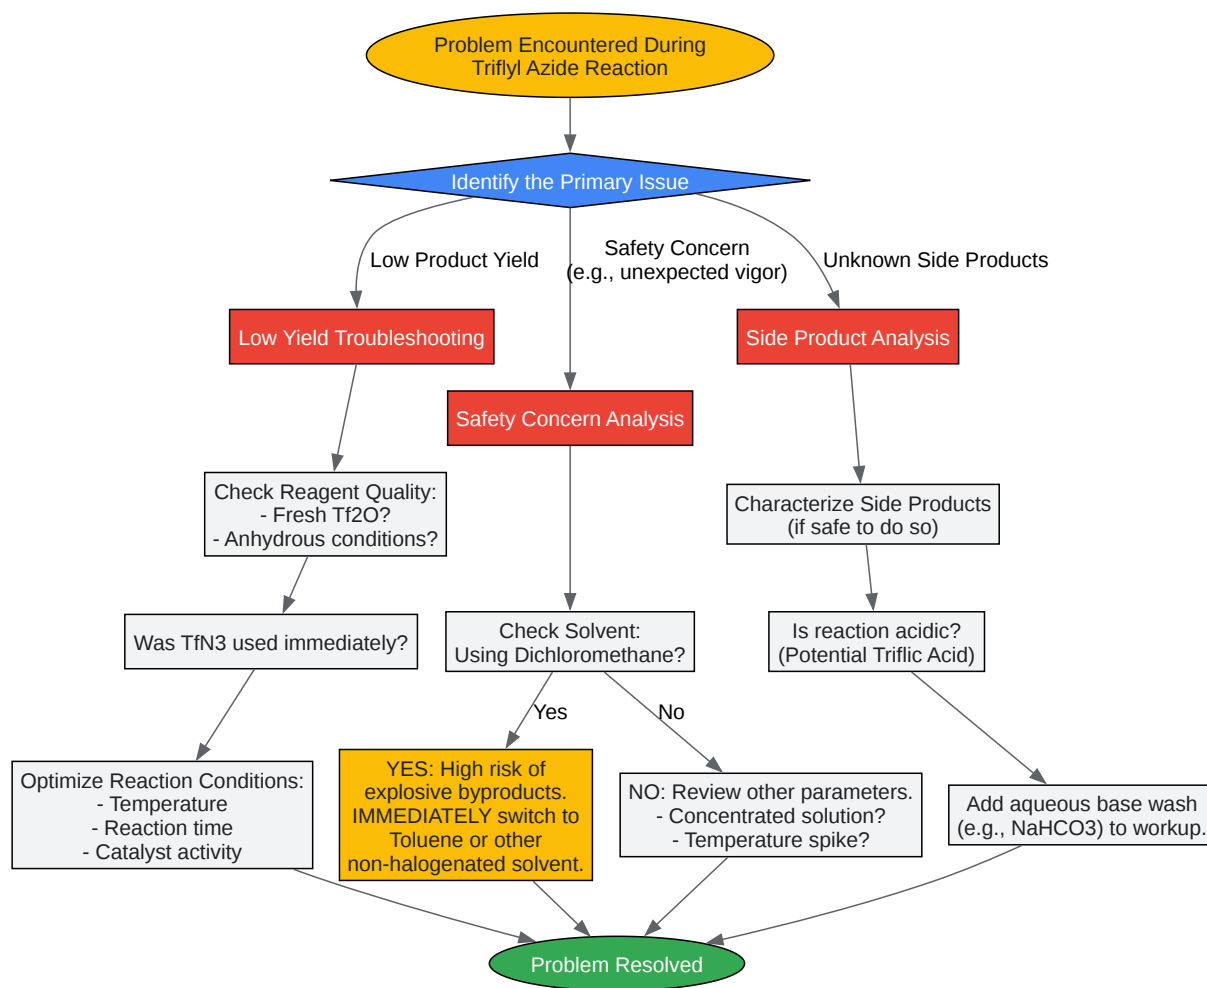 Problem Encountered During
Triflyl Azide Reaction
Identify the Primary Issue
Low Product Yield
Safety Concern
(e.g., unexpected vigor)
Unknown Side Products
Low Yield Troubleshooting
Side Product Analysis
Safety Concern Analysis
Check Reagent Quality:
- Fresh Tf2O?
- Anhydrous conditions?
Characterize Side Products
(if safe to do so)
Was TfN3 used immediately?
Check Solvent:
Using Dichloromethane?
Is reaction acidic?
(Potential Triflic Acid)
Yes
No
Optimize Reaction Conditions:
- Temperature
- Reaction time
- Catalyst activity
YES: High risk of
explosive byproducts.
IMMEDIATELY switch to
Toluene or other
non-halogenated solvent.
NO: Review other parameters.
- Concentrated solution?
- Temperature spike?
Add aqueous base wash
(e.g., NaHCO3) to workup.
Problem Resolved